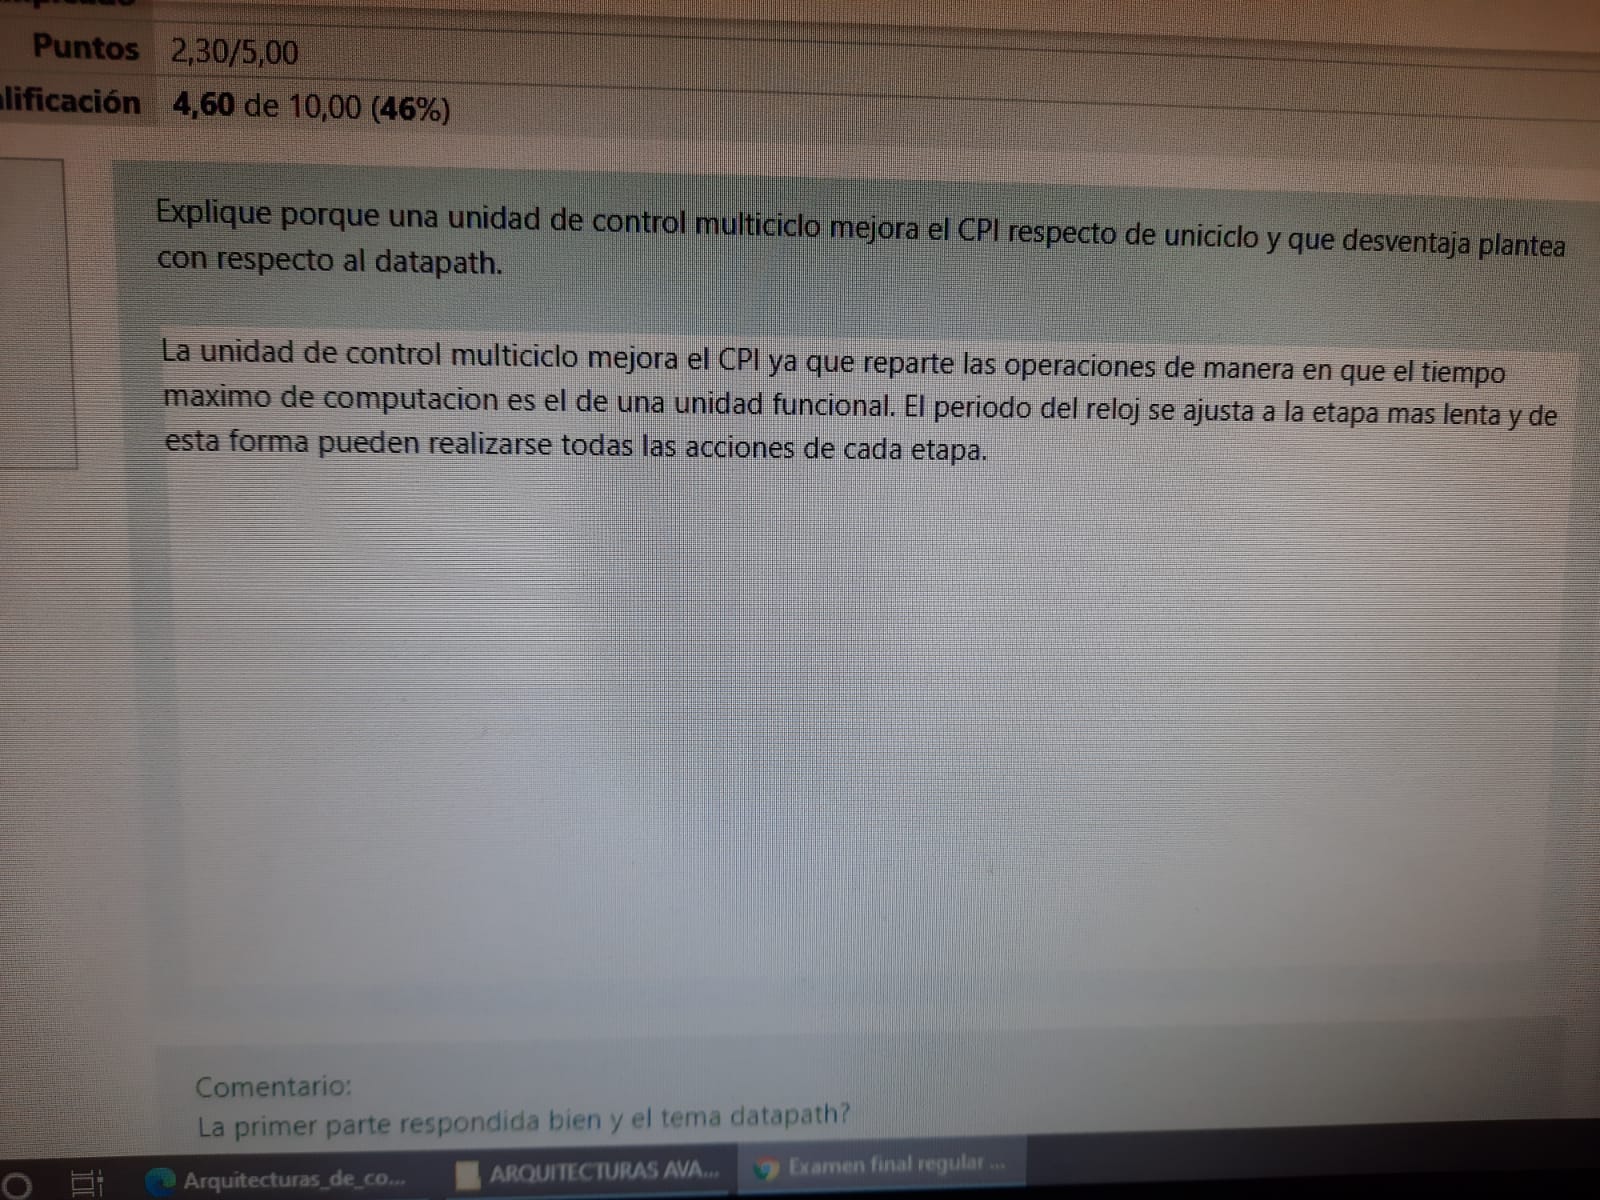 Puntos 2,30/5,00
lificación 4,60 de 10,00 (46%)
Explique porque una unidad de control multiciclo mejora el CPI respecto de uniciclo y que desventaja plantea
con respecto al datapath.
La unidad de control multiciclo mejora el CPI ya que reparte las operaciones de manera en que el tiempo
maximo de computacion es el de una unidad funcional. El periodo del reloj se ajusta a la etapa mas lenta y de
esta forma pueden realizarse todas las acciones de cada etapa.
Comentario:
La primer parte respondida bien y el tema datapath?
Arquitecturas_de_co... ARQUITECTURAS AVA... Examen final regular ...